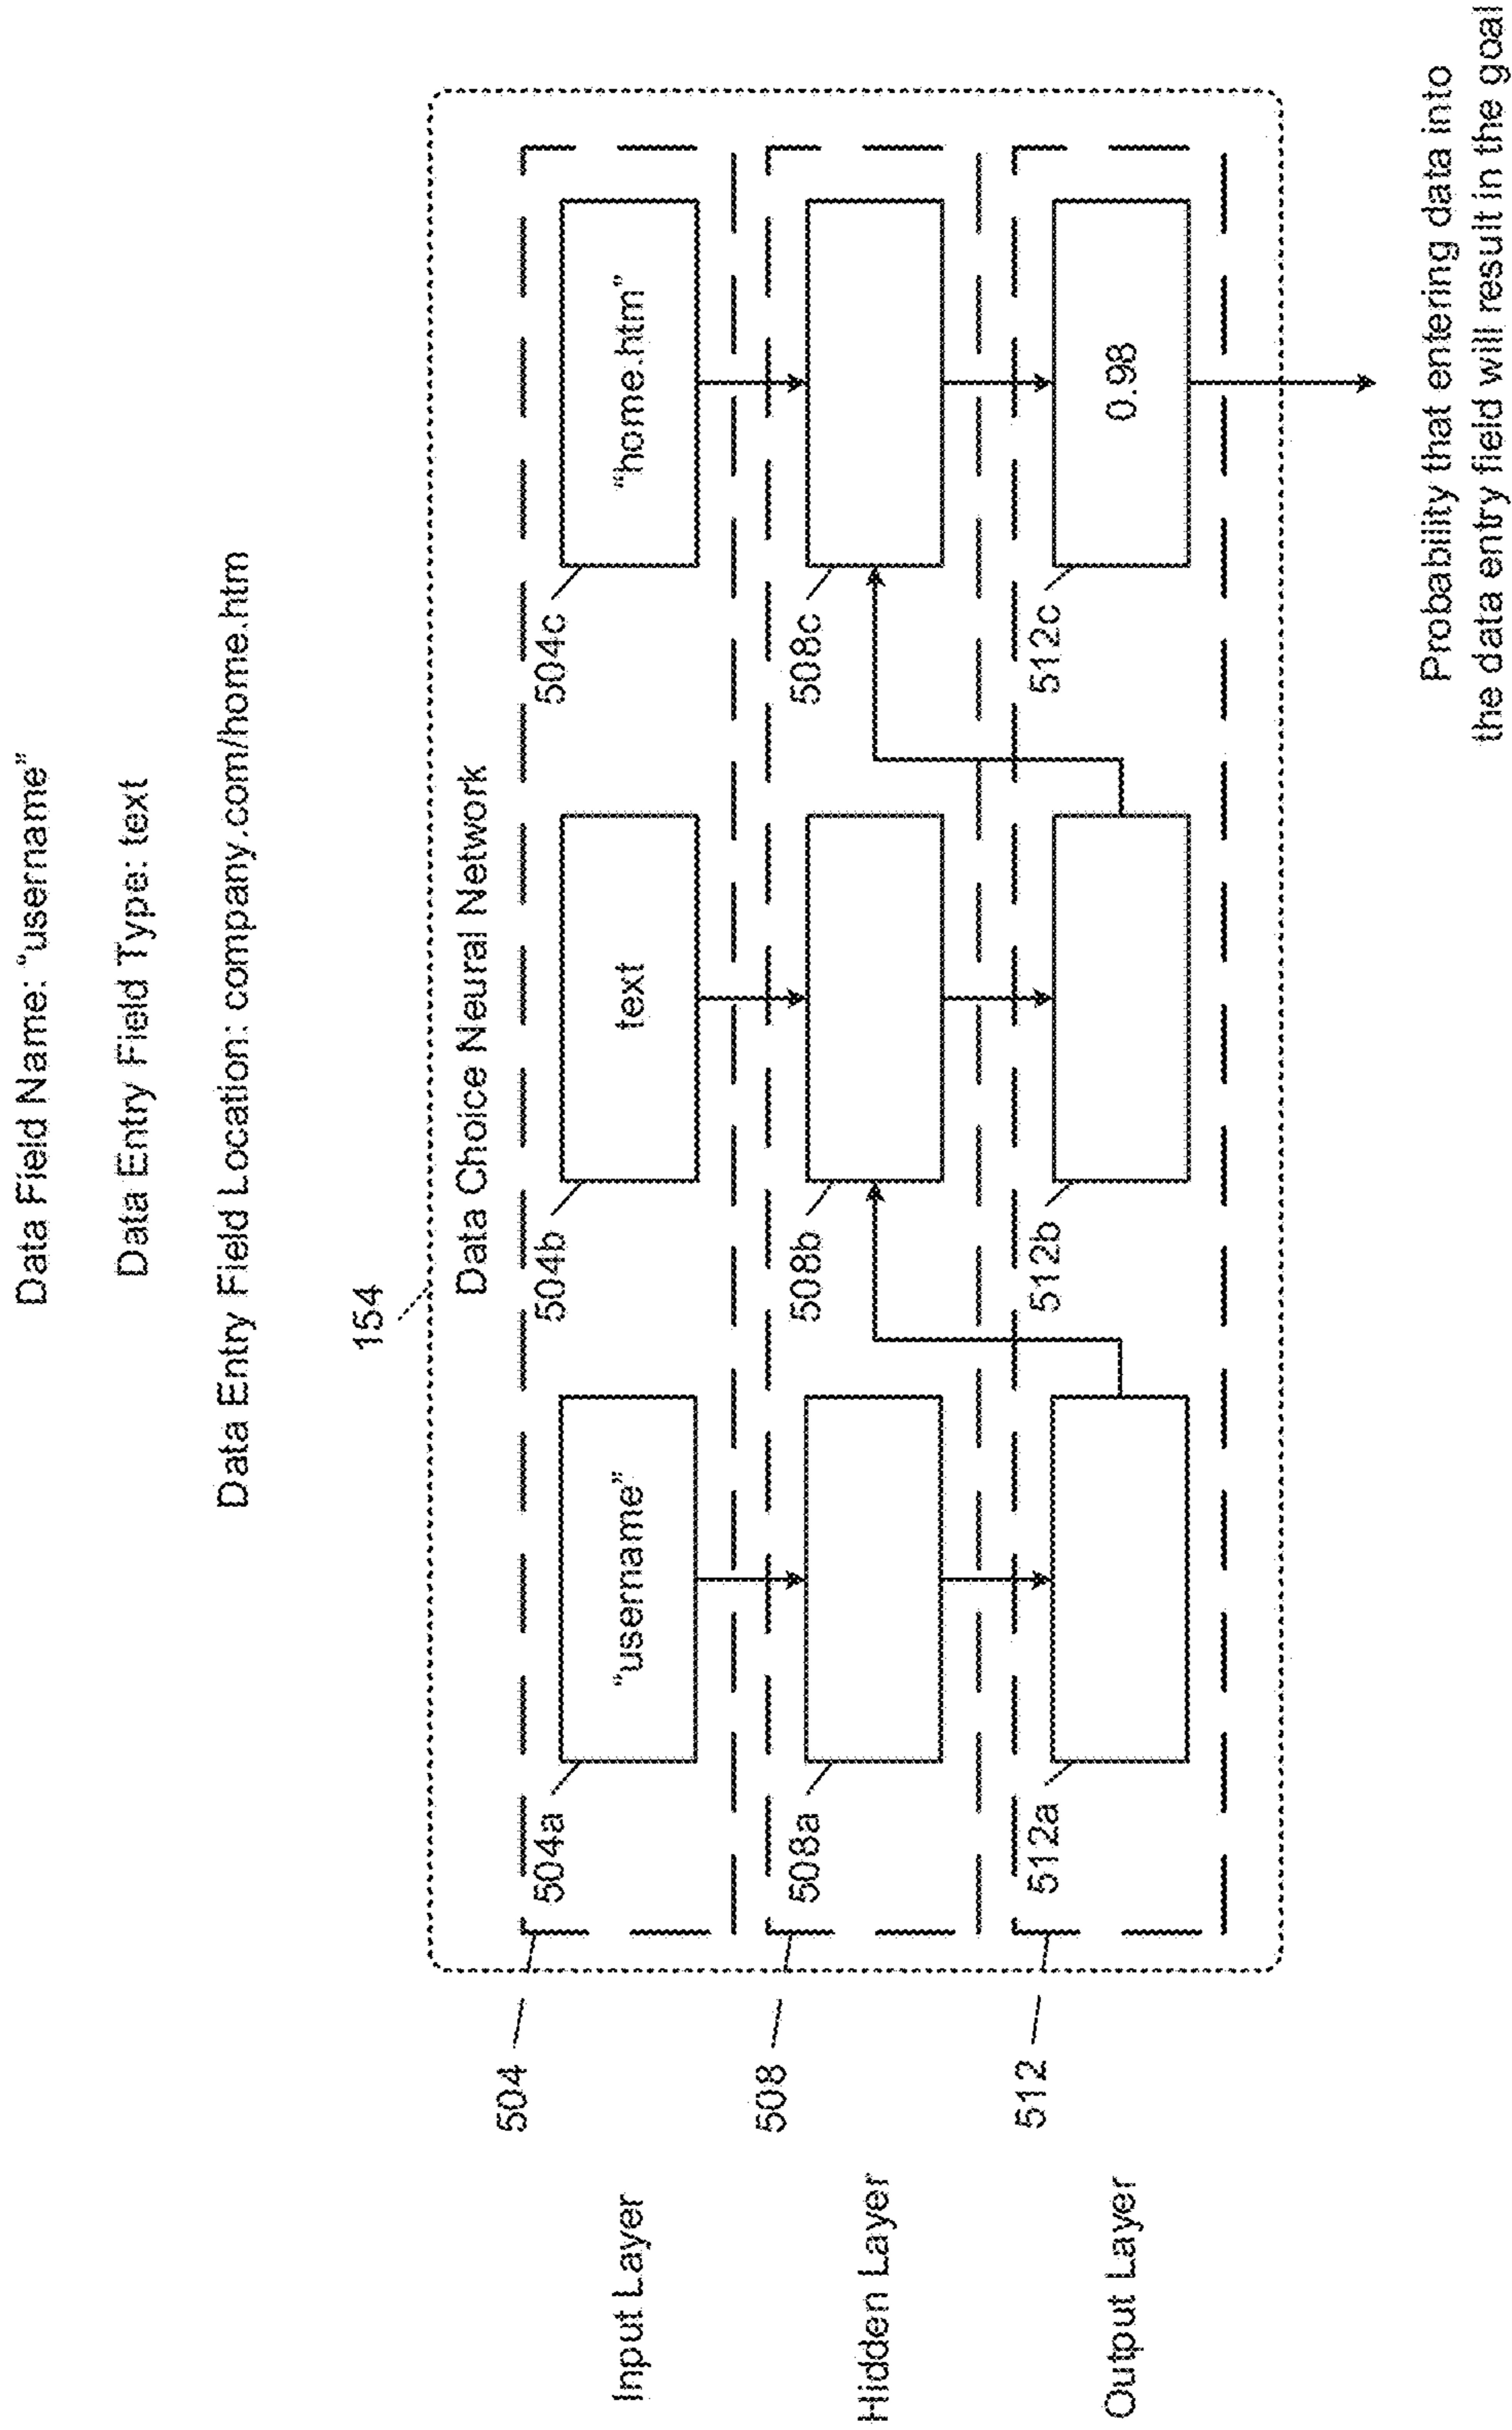 Data Field Name: “username”
Data Entry Field Type: text
Data Entry Field Location: company.com/home.htm
154
Data Choice Neural Network
504
504a
504b
504c
Input Layer
“username”
text
“home.htm”
508
508a
508b
508c
Hidden Layer
512
512a
512b
512c
Output Layer
0.98
Probability that entering data into
the data entry field will result in the goal